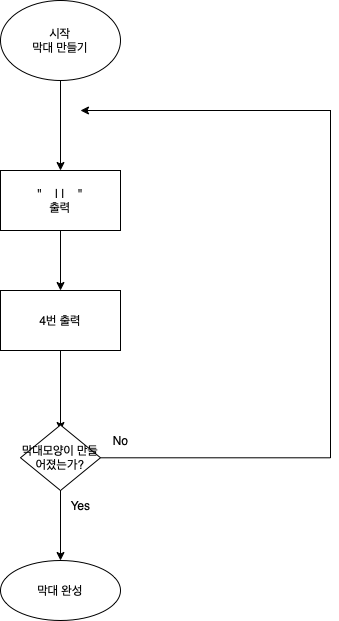 시작
막대 만들기
"    ||    "
출력
4번 출력
막대모양이 만들
어졌는가?
No
Yes
막대 완성